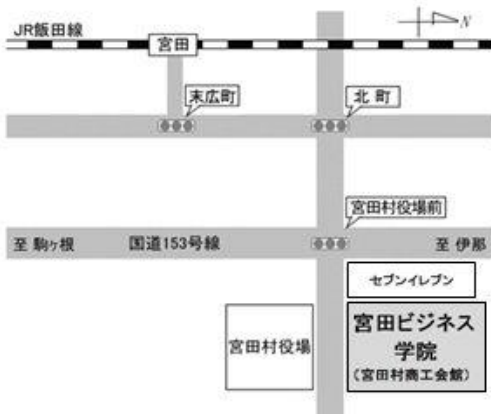 JR飯田線
N
宮田
末広町
北町
宮田村役場前
至 駒ヶ根
国道153号線
至 伊那
セブンイレブン
宮田村役場
宮田ビジネス
学院
(宮田村商工会館)